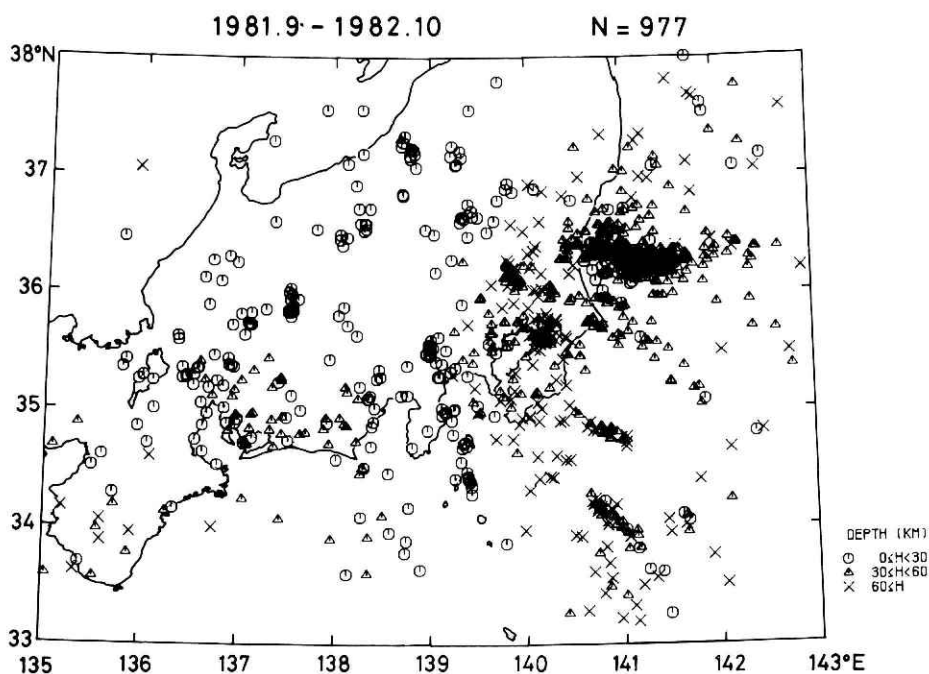 1981.9 - 1982.10 N = 977
38°N
37
36
35
34
33
135 136 137 138 139 140 141 142 143°E
DEPTH (KM)
0≤H<30
30≤H<60
60≤H